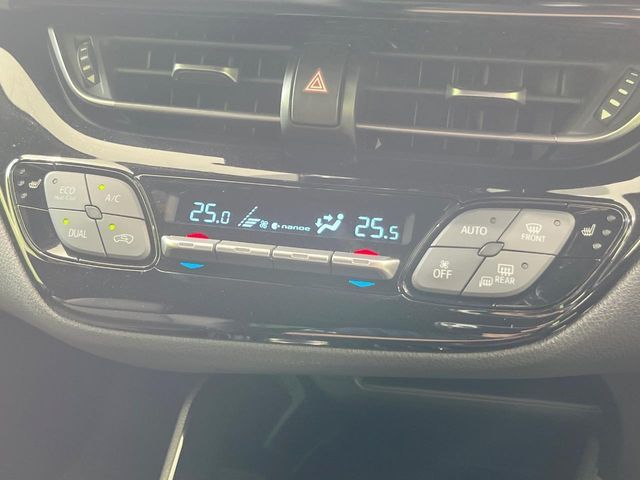 ECO
A/C
DUAL
25.0
nanoe
25.5
AUTO
FRONT
OFF
REAR